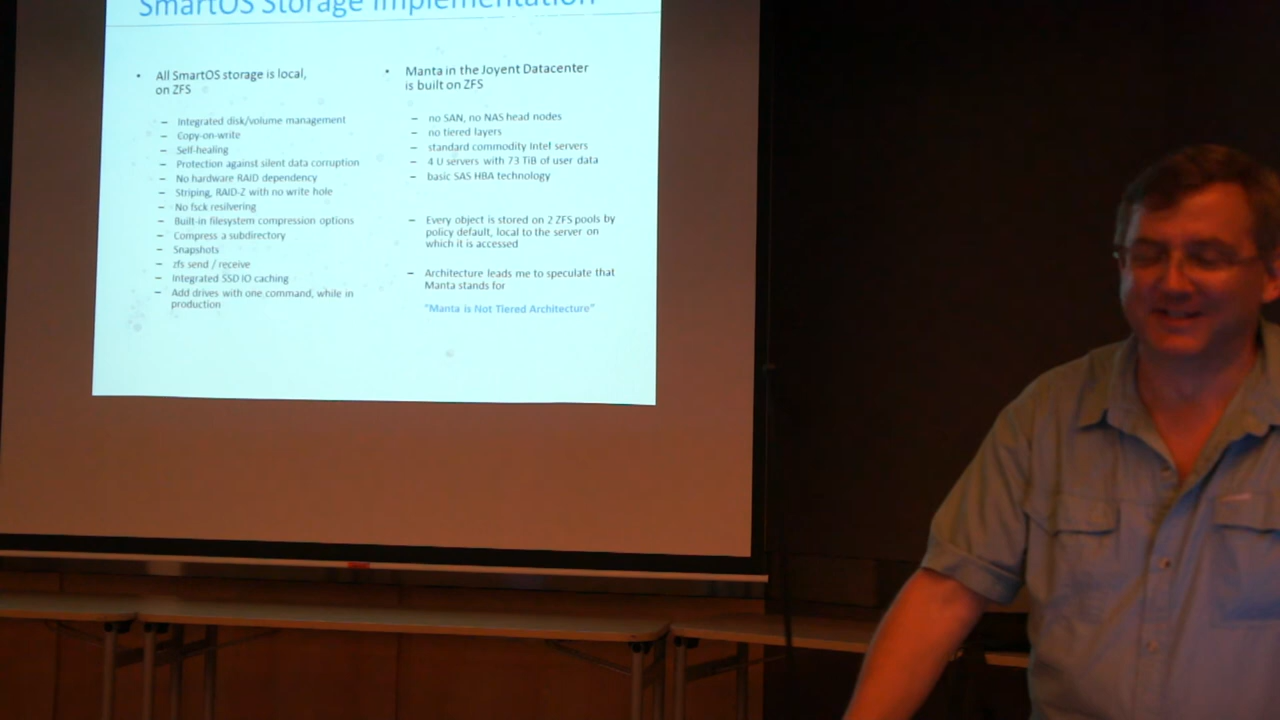 SmartOS Storage Implementation
• All SmartOS storage is local,
on ZFS
– Integrated disk/volume management
– Copy-on-write
– Self-healing
– Protection against silent data corruption
– No hardware RAID dependency
– Striping, RAID-Z with no write hole
– No fsck resilvering
– Built-in filesystem compression options
– Compress a subdirectory
– Snapshots
– zfs send / receive
– Integrated SSD IO caching
– Add drives with one command, while in
production
• Manta in the Joyent Datacenter
is built on ZFS
– no SAN, no NAS head nodes
– no tiered layers
– standard commodity Intel servers
– 4 U servers with 73 TiB of user data
– basic SAS HBA technology
– Every object is stored on 2 ZFS pools by
policy default, local to the server on
which it is accessed
– Architecture leads me to speculate that
Manta stands for
"Manta is Not Tiered Architecture"